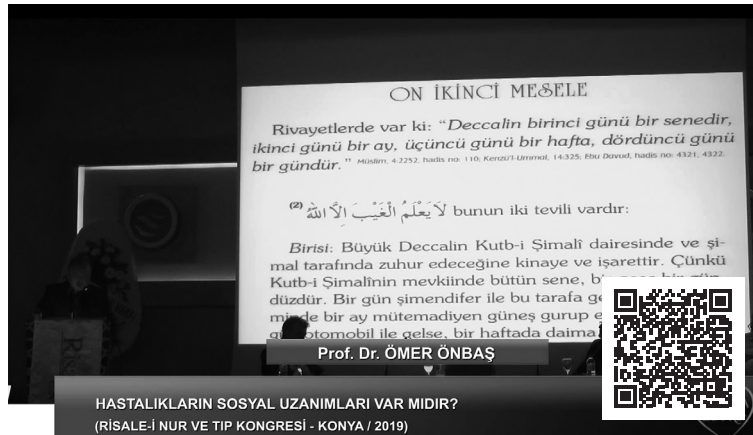 ON İKİNCİ MESELE
Rivayetlerde var ki: "Deccalin birinci günü bir senedir,
ikinci günü bir ay, üçüncü günü bir hafta, dördüncü günü
bir gündür." Müslim, 4:2252, hadis no: 110; Kenzü'l-Ummal, 14:325; Ebu Davud; hadis no: 4321, 4322.
(2) لَا يَعْلَمُ الْغَيْبَ اِلَّا اللّٰهُ bunun iki tevili vardır:
Birisi: Büyük Deccalin Kutb-i Şimalî dairesinde ve şi-
mal tarafında zuhur edeceğine kinaye ve işarettir. Çünkü
Kutb-i Şimalînin mevkiinde bütün sene, bir gece bir gün-
düzdür. Bir gün şimendifer ile bu tarafa
bir ay mütemadiyen güneş gurup
otomobil ile gelse, bir haftada daima
Prof. Dr. ÖMER ÖNBAŞ
HASTALIKLARIN SOSYAL UZANIMLARI VAR MIDIR?
(RİSALE-İ NUR VE TIP KONGRESİ - KONYA / 2019)